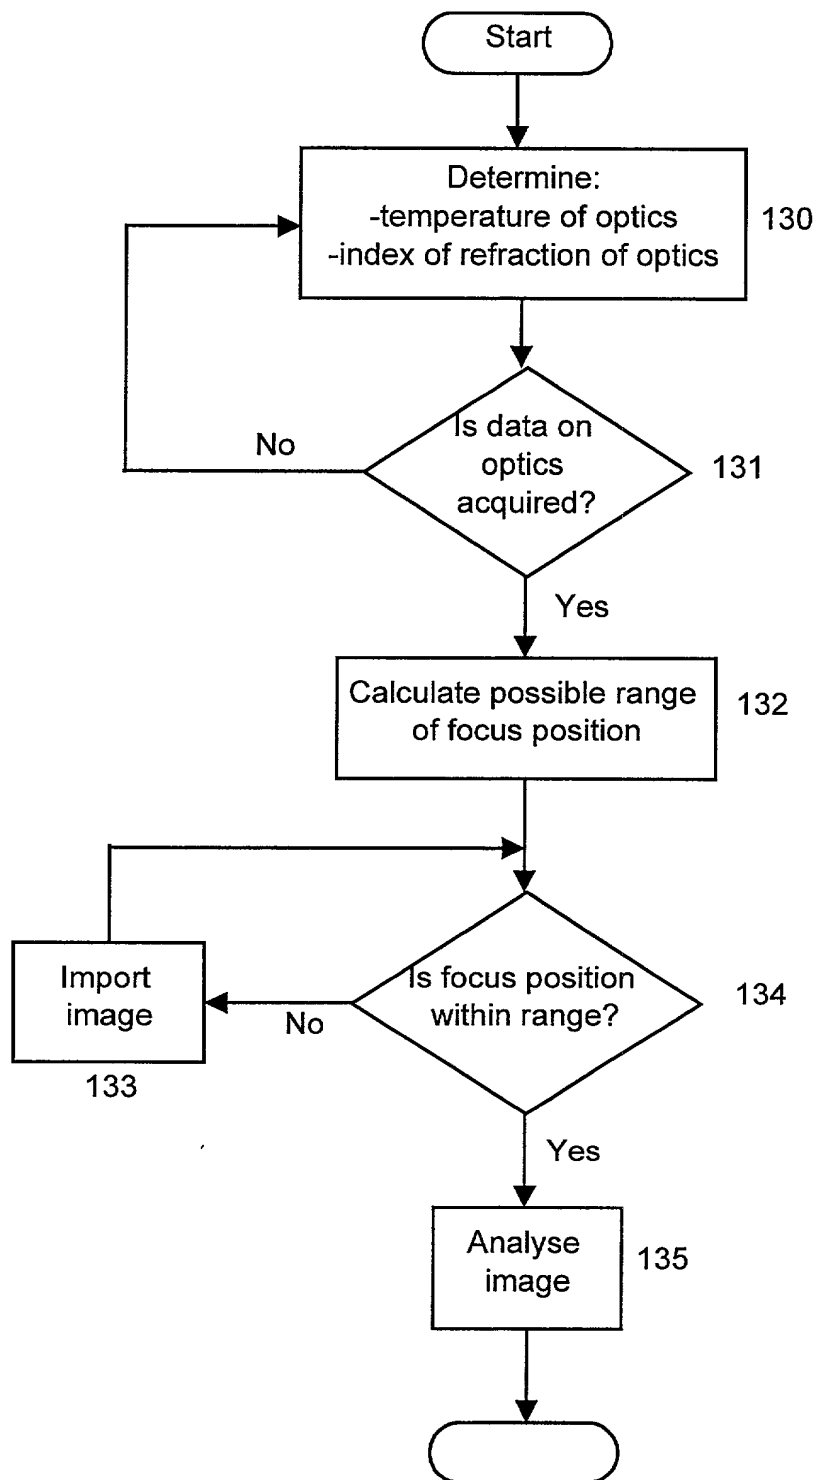 Start
Determine:
-temperature of optics
-index of refraction of optics
130
No
Is data on
optics
acquired?
131
Yes
Calculate possible range
of focus position
132
Import
image
133
No
Is focus position
within range?
134
Yes
Analyse
image
135